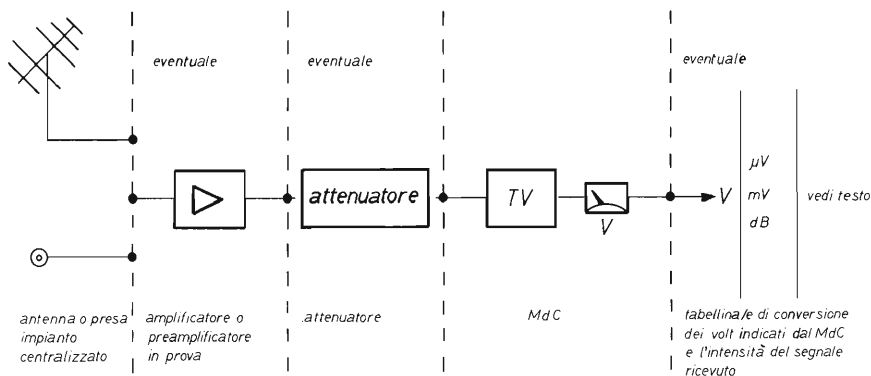 eventuale
eventuale
eventuale
attenuatore
TV
V
V
µV
mV
dB
vedi testo
antenna o presa
impianto
centralizzato
amplificatore o
preamplificatore
in prova
attenuatore
MdC
tabellina/e di conversione
dei volt indicati dal MdC
e l'intensità del segnale
ricevuto